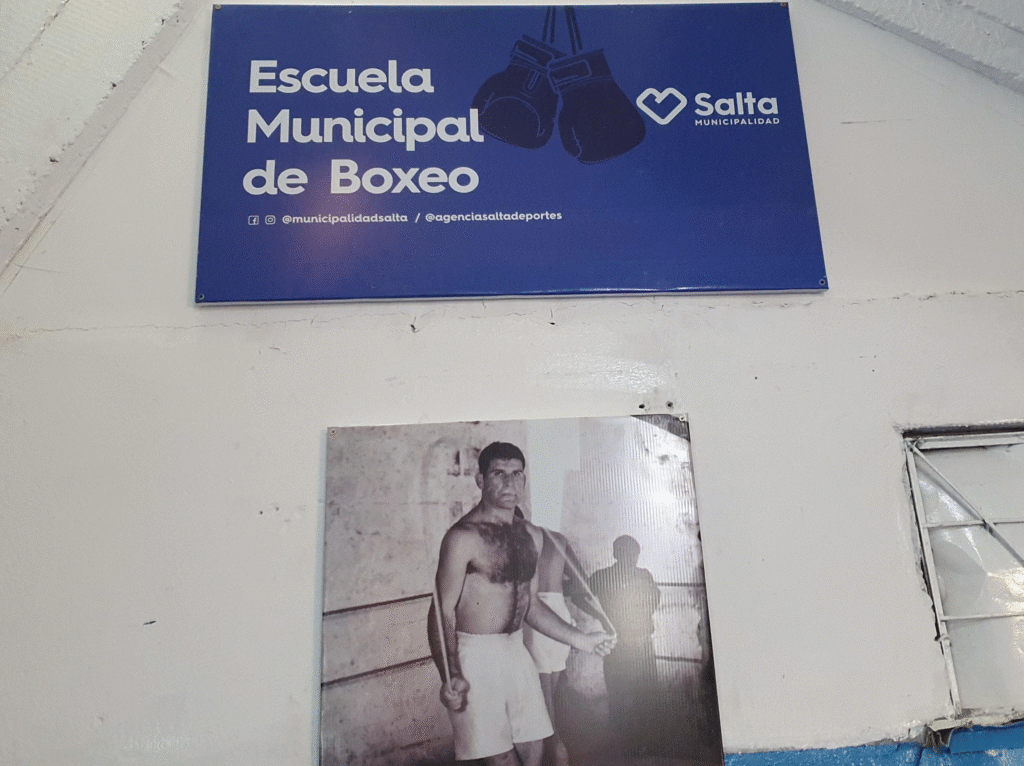 Escuela
Municipal
de Boxeo
@municipalidadsalta / @agenciasaltadeportes
Salta
MUNICIPALIDAD